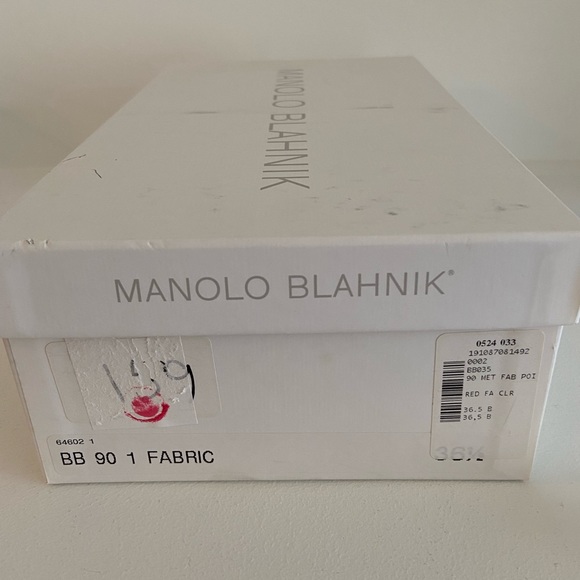 MANOLO BLAHNIK
MANOLO BLAHNIK®
159
64602 1
BB 90 1 FABRIC
0524 033
191087081492
0002
BB035
90 MET FAB POI
RED FA CLR
36.5 B
36.5 B
36½